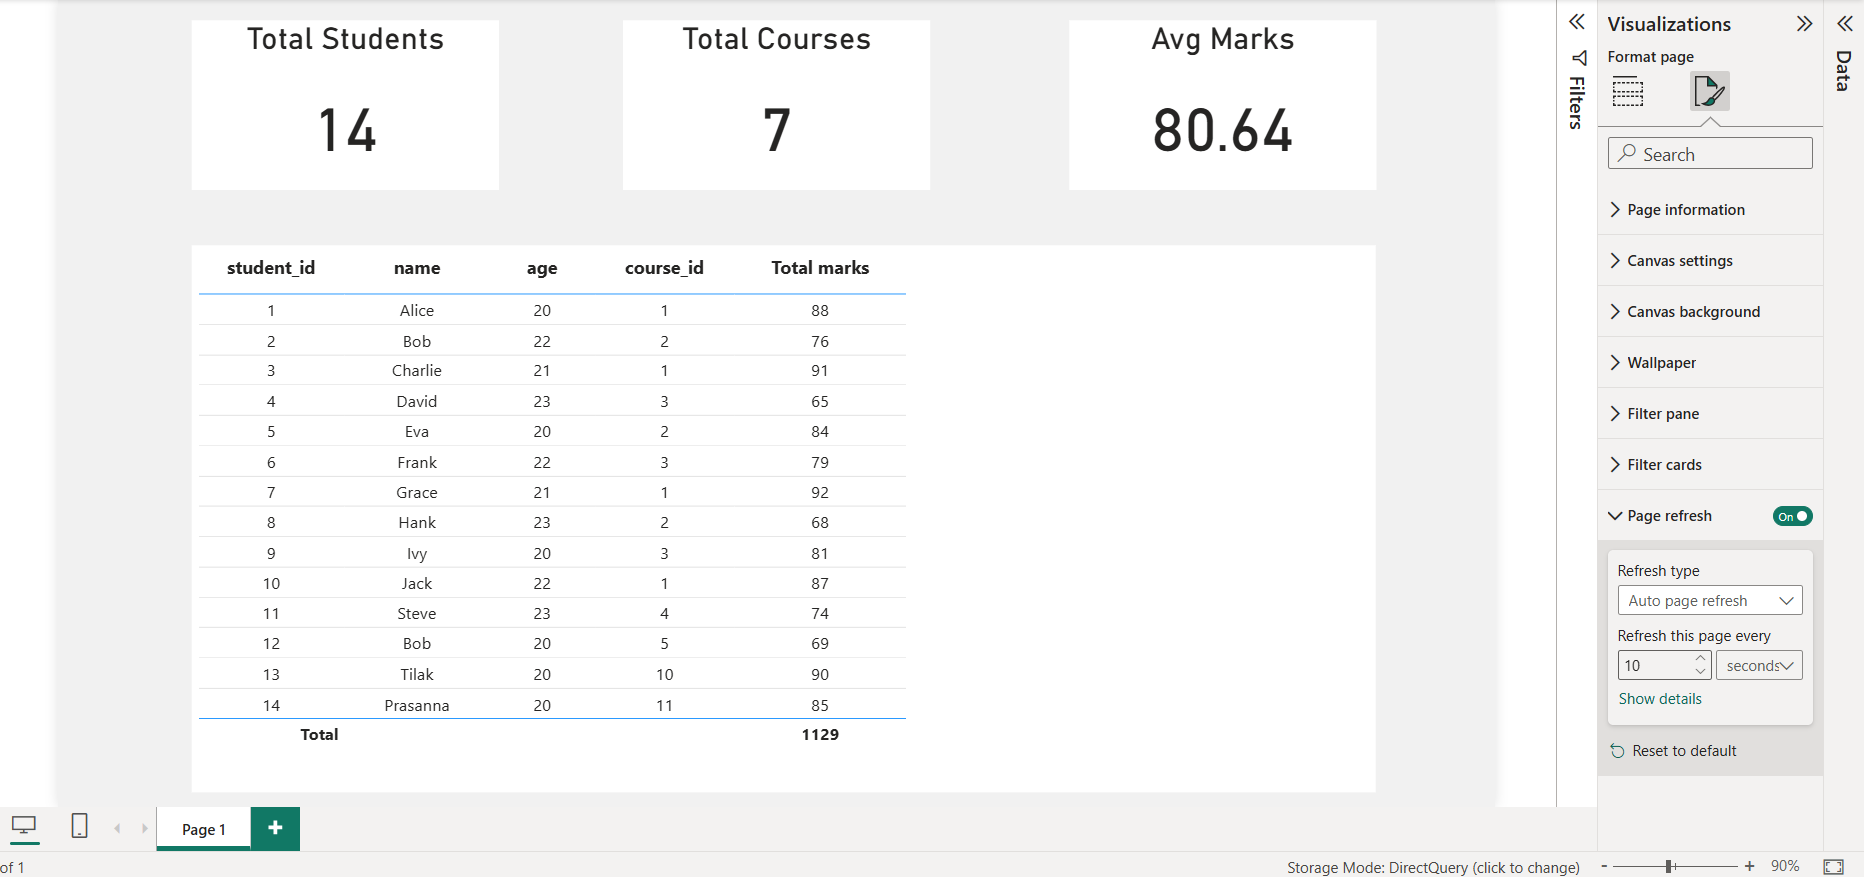 Total Students
14
Total Courses
7
Avg Marks
80.64
student_id name age course_id Total marks
1 Alice 20 1 88
2 Bob 22 2 76
3 Charlie 21 1 91
4 David 23 3 65
5 Eva 20 2 84
6 Frank 22 3 79
7 Grace 21 1 92
8 Hank 23 2 68
9 Ivy 20 3 81
10 Jack 22 1 87
11 Steve 23 4 74
12 Bob 20 5 69
13 Tilak 20 10 90
14 Prasanna 20 11 85
Total 1129
Filters
Visualizations
Format page
Search
Page information
Canvas settings
Canvas background
Wallpaper
Filter pane
Filter cards
Page refresh On
Refresh type
Auto page refresh
Refresh this page every
10 seconds
Show details
Reset to default
Data
Page 1
of 1
Storage Mode: DirectQuery (click to change) - + 90%